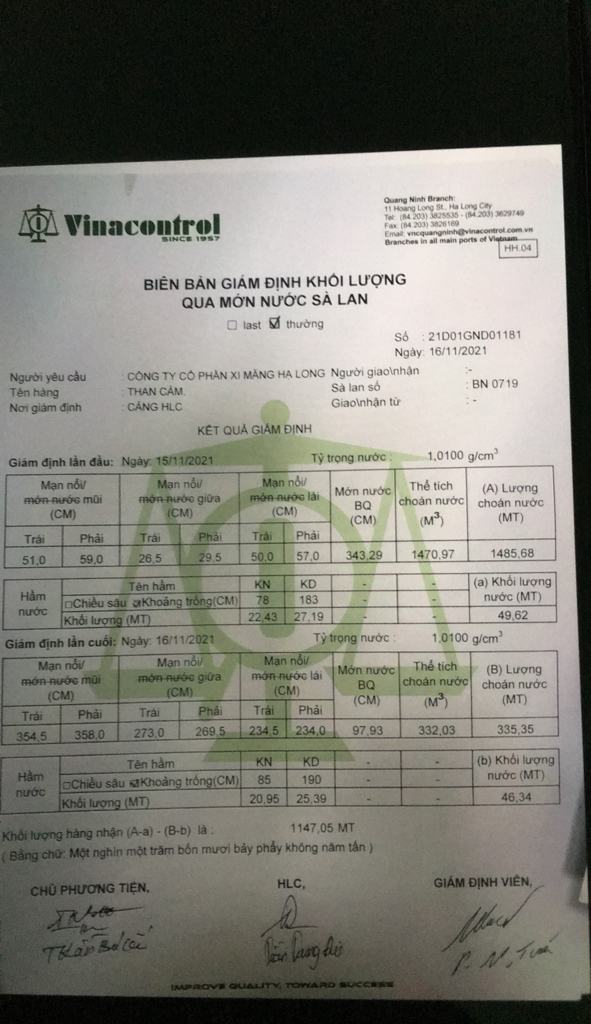 Vinacontrol
SINCE 1957
Quang Ninh Branch:
11 Hoang Long St., Ha Long City
Tel: (84.203) 3825535 - (84.203) 3629749
Fax: (84.203) 3826169
Email: vncquangninh@vinacontrol.com.vn
Branches in all main ports of Vietnam
HH.04
BIÊN BẢN GIÁM ĐỊNH KHỐI LƯỢNG
QUA MỚN NƯỚC SÀ LAN
☐ last ☑ thường
Số : 21D01GND01181
Ngày: 16/11/2021
Người yêu cầu : CÔNG TY CỔ PHẦN XI MĂNG HẠ LONG Người giao\nhận :-
Tên hàng : THAN CÁM. Sà lan số : BN 0719
Nơi giám định : CẢNG HLC Giao\nhận từ : -
KẾT QUẢ GIÁM ĐỊNH
Giám định lần đầu: Ngày: 15/11/2021 Tỷ trọng nước : 1,0100 g/cm³
Mạn nổi/ mớn nước mũi (CM) Mạn nổi/ mớn nước giữa (CM) Mạn nổi/ mớn nước lái (CM) Mớn nước BQ (CM) Thể tích choán nước (M³) (A) Lượng choán nước (MT)
Trái Phải Trái Phải Trái Phải
51,0 59,0 26,5 29,5 50,0 57,0 343,29 1470,97 1485,68
Hầm nước Tên hầm KN KD - - (a) Khối lượng nước (MT)
☐Chiều sâu ☑Khoảng trống(CM) 78 183 - -
Khối lượng (MT) 22,43 27,19 - - 49,62
Giám định lần cuối: Ngày: 16/11/2021 Tỷ trọng nước : 1,0100 g/cm³
Mạn nổi/ mớn nước mũi (CM) Mạn nổi/ mớn nước giữa (CM) Mạn nổi/ mớn nước lái (CM) Mớn nước BQ (CM) Thể tích choán nước (M³) (B) Lượng choán nước (MT)
Trái Phải Trái Phải Trái Phải
354,5 358,0 273,0 269,5 234,5 234,0 97,93 332,03 335,35
Hầm nước Tên hầm KN KD - - (b) Khối lượng nước (MT)
☐Chiều sâu ☑Khoảng trống(CM) 85 190 - -
Khối lượng (MT) 20,95 25,39 - - 46,34
Khối lượng hàng nhận (A-a) - (B-b) là : 1147,05 MT
( Bằng chữ: Một nghìn một trăm bốn mươi bảy phẩy không năm tấn )
CHỦ PHƯƠNG TIỆN, HLC, GIÁM ĐỊNH VIÊN,
IMPROVE QUALITY, TOWARD SUCCESS